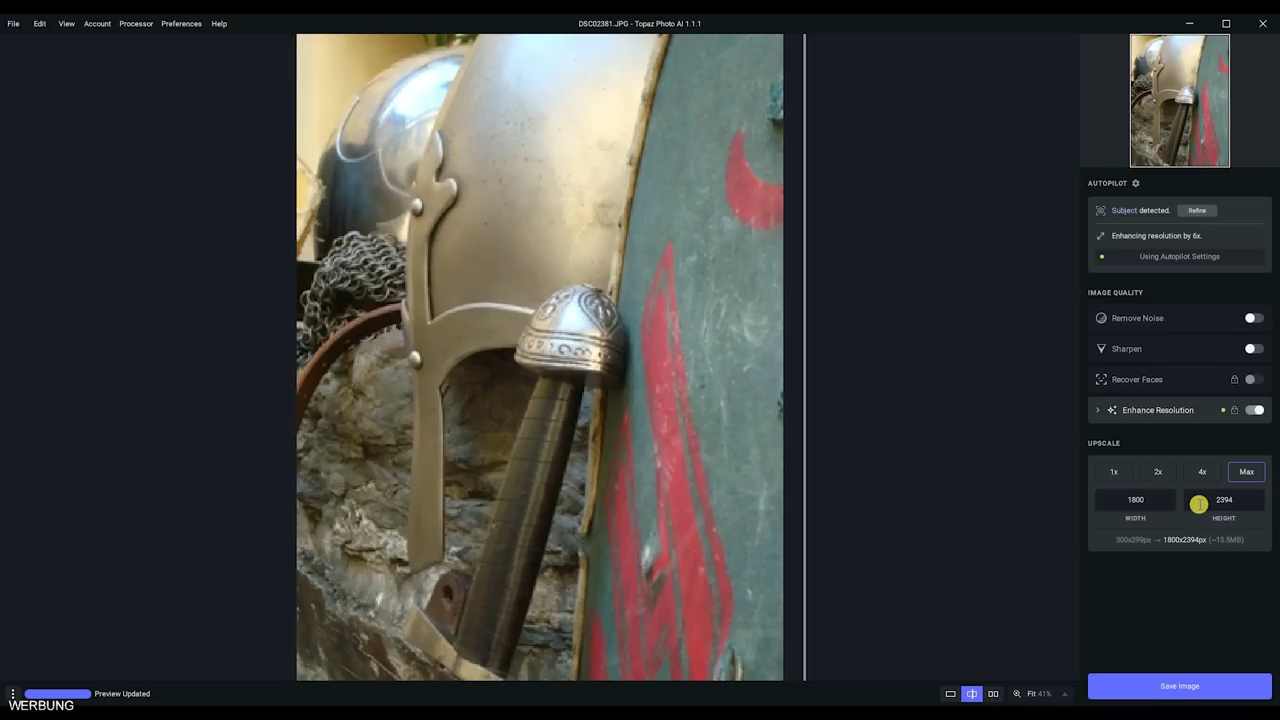 File Edit View Account Processor Preferences Help
DSC02381.JPG - Topaz Photo AI 1.1.1
AUTOPILOT
Subject detected. Refine
Enhancing resolution by 6x.
Using Autopilot Settings
IMAGE QUALITY
Remove Noise
Sharpen
Recover Faces
Enhance Resolution
UPSCALE
1x 2x 4x Max
1800 2394
WIDTH HEIGHT
300x399px → 1800x2394px (~13.5MB)
Save Image
Preview Updated
Fit 41%
WERBUNG